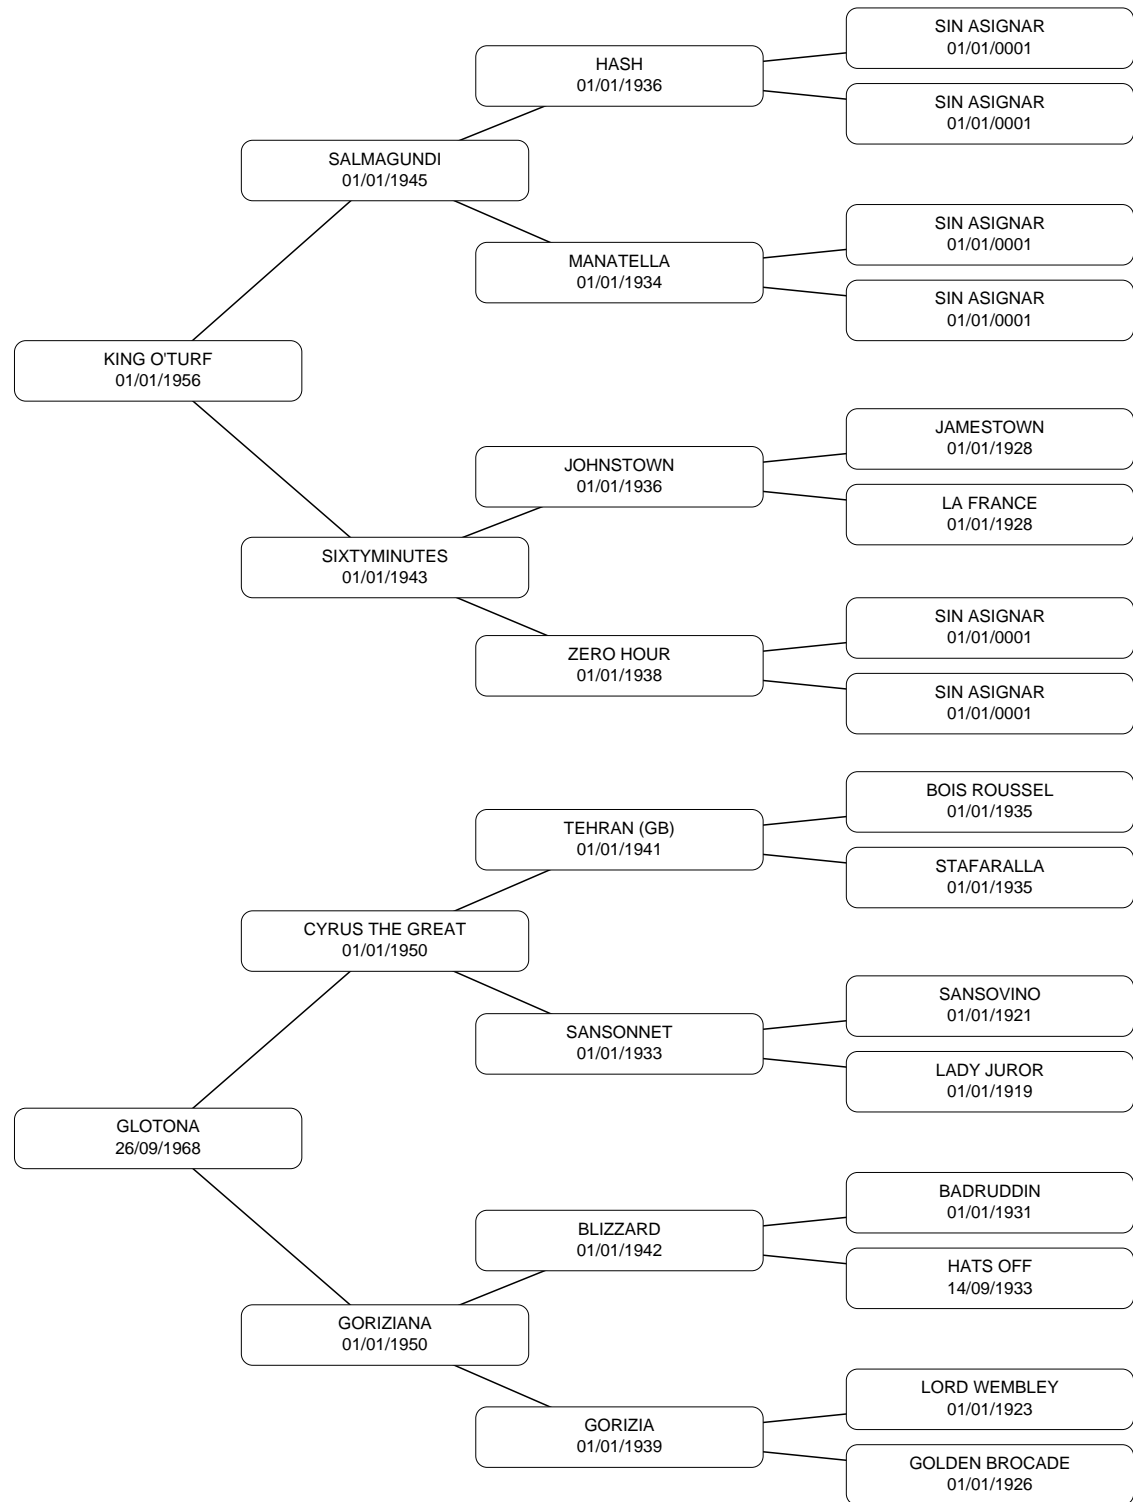 SIN ASIGNAR
01/01/0001
HASH
01/01/1936
SIN ASIGNAR
01/01/0001
SALMAGUNDI
01/01/1945
SIN ASIGNAR
01/01/0001
MANATELLA
01/01/1934
SIN ASIGNAR
01/01/0001
KING O'TURF
01/01/1956
JAMESTOWN
01/01/1928
JOHNSTOWN
01/01/1936
LA FRANCE
01/01/1928
SIXTYMINUTES
01/01/1943
SIN ASIGNAR
01/01/0001
ZERO HOUR
01/01/1938
SIN ASIGNAR
01/01/0001
BOIS ROUSSEL
01/01/1935
TEHRAN (GB)
01/01/1941
STAFARALLA
01/01/1935
CYRUS THE GREAT
01/01/1950
SANSOVINO
01/01/1921
SANSONNET
01/01/1933
LADY JUROR
01/01/1919
GLOTONA
26/09/1968
BADRUDDIN
01/01/1931
BLIZZARD
01/01/1942
HATS OFF
14/09/1933
GORIZIANA
01/01/1950
LORD WEMBLEY
01/01/1923
GORIZIA
01/01/1939
GOLDEN BROCADE
01/01/1926